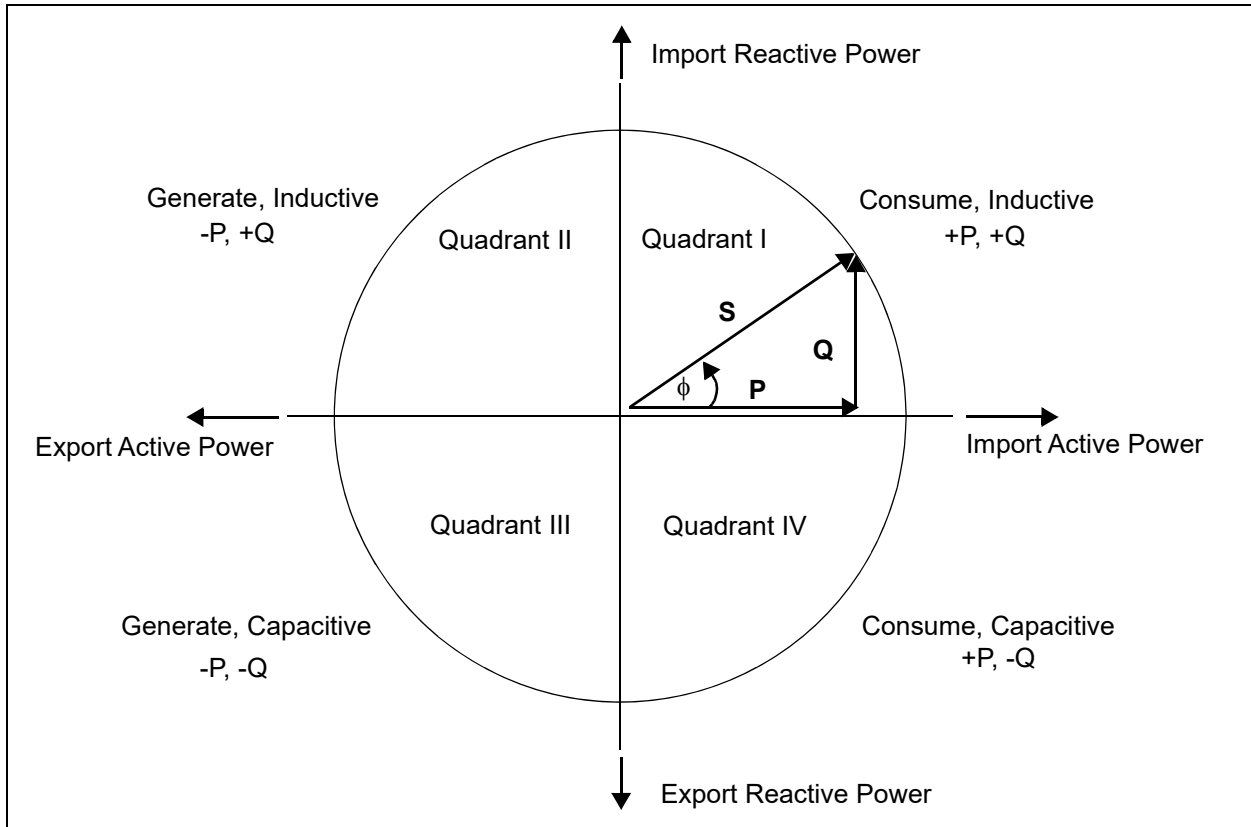 Import Reactive Power
Generate, Inductive
-P, +Q
Consume, Inductive
+P, +Q
Quadrant II
Quadrant I
S
Q
ϕ
P
Export Active Power
Import Active Power
Quadrant III
Quadrant IV
Generate, Capacitive
-P, -Q
Consume, Capacitive
+P, -Q
Export Reactive Power